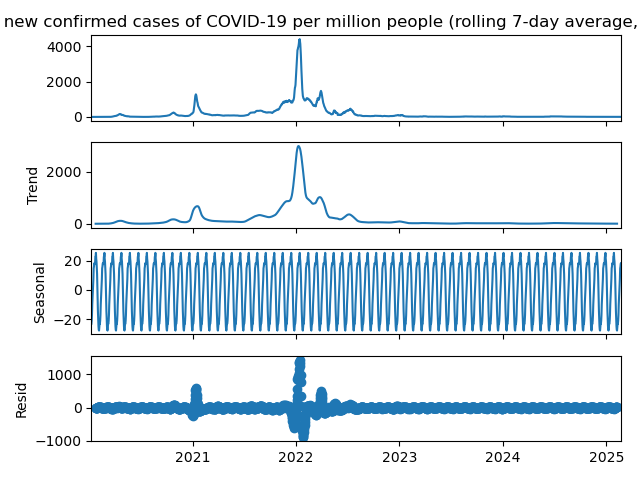 new confirmed cases of COVID-19 per million people (rolling 7-day average,
4000
2000
0
Trend
2000
0
Seasonal
20
0
−20
Resid
1000
0
−1000
2021 2022 2023 2024 2025